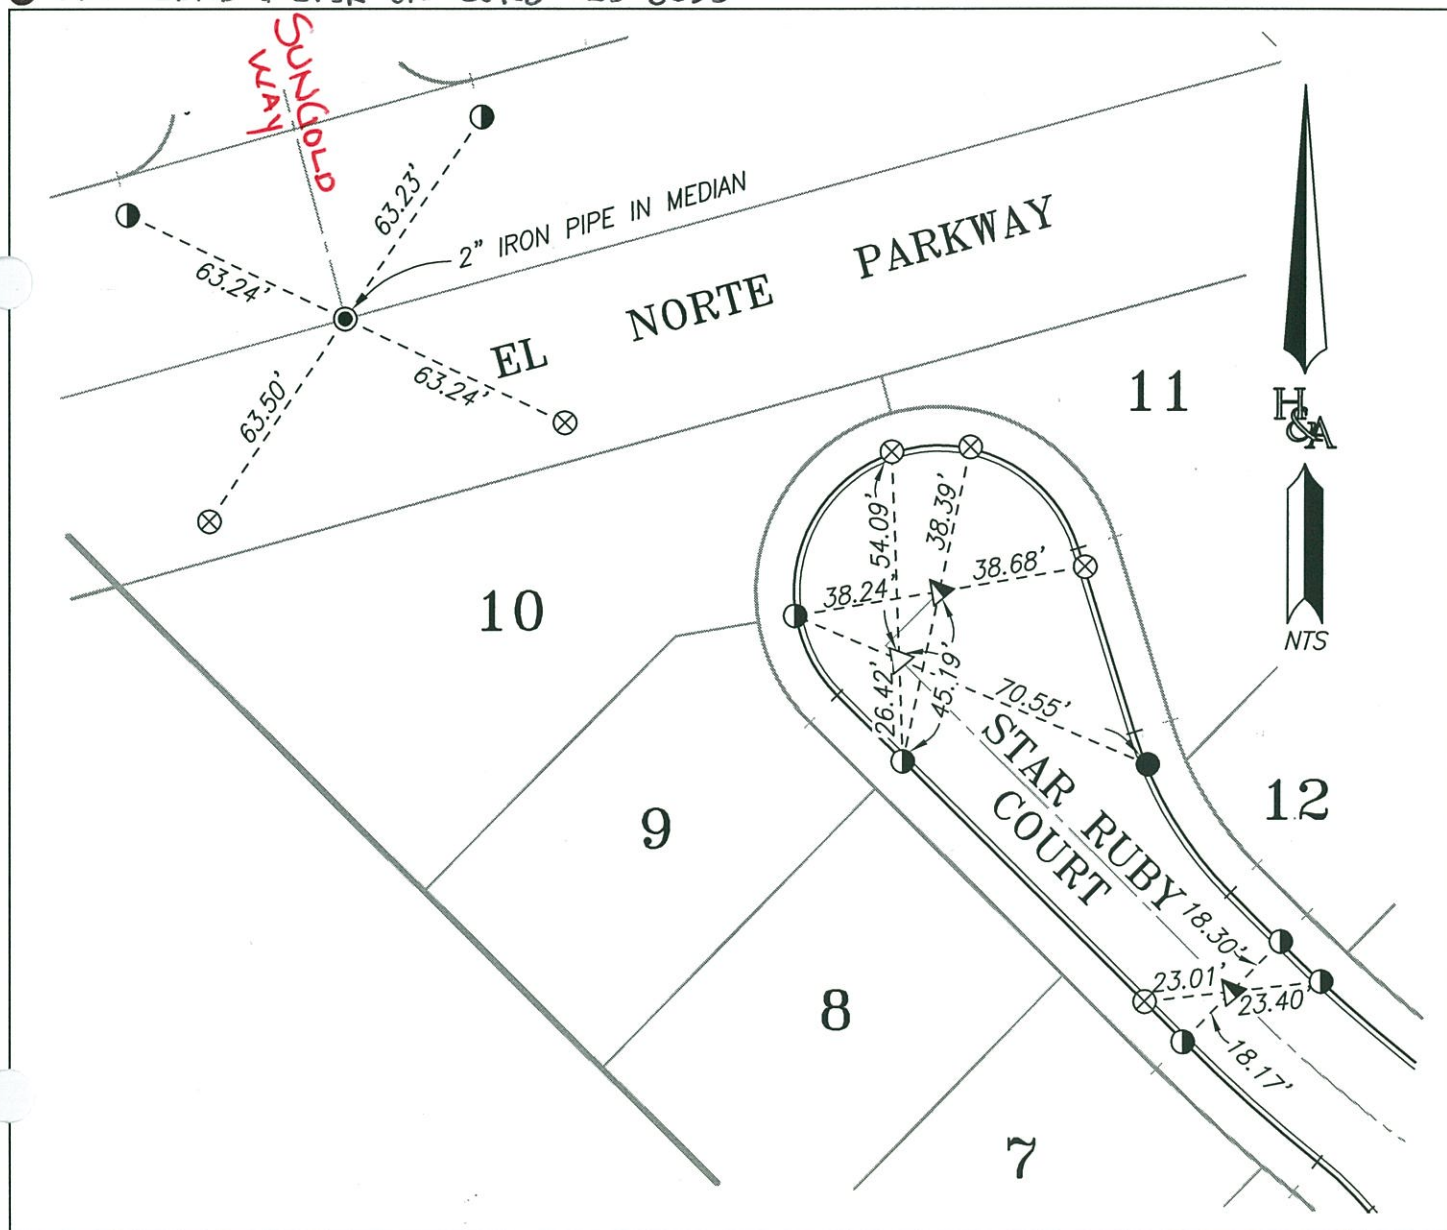 SUNGOLD
WAY
63.23'
2" IRON PIPE IN MEDIAN
63.24'
EL NORTE PARKWAY
63.24'
63.50'
11
H&A
NTS
54.09'
38.39'
38.68'
38.24'
10
26.42'
45.19'
70.55'
STAR RUBY
COURT
12
9
18.30'
23.01'
23.40'
8
18.17'
7